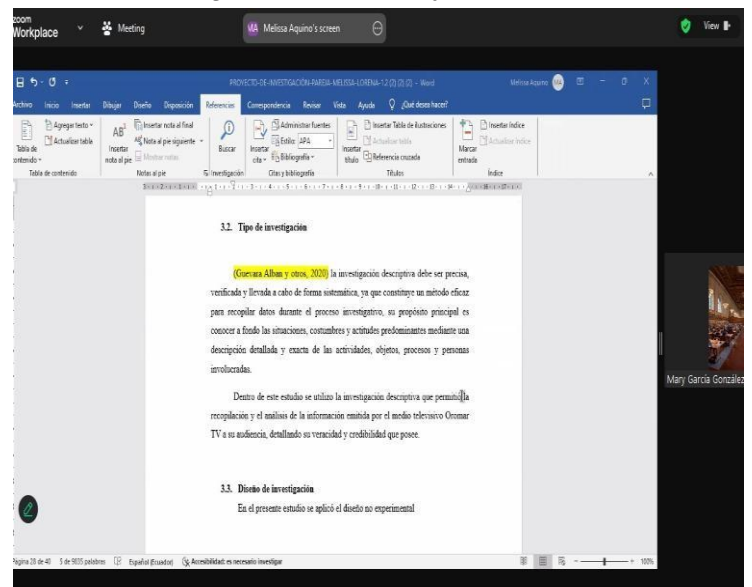 zoom
Workplace
Meeting
MA Melissa Aquino's screen
View
PROYECTO-DE-INVESTIGACIÓN-PAREJA-MELISSA-LORENA-1.2 (2) (2) (2) - Word
Melissa Aquino
Archivo Inicio Insertar Dibujar Diseño Disposición Referencias Correspondencia Revisar Vista Ayuda ¿Qué desea hacer?
Tabla de contenido
Agregar texto
Actualizar tabla
Tabla de contenido
AB
Insertar nota al pie
Insertar nota al final
Nota al pie siguiente
Mostrar notas
Notas al pie
Buscar
Investigación
Insertar cita
Administrar fuentes
Estilo: APA
Bibliografía
Citas y bibliografía
Insertar título
Insertar Tabla de ilustraciones
Actualizar tabla
Referencia cruzada
Títulos
Marcar entrada
Insertar índice
Actualizar índice
Índice
3.2. Tipo de investigación
(Guevara Alban y otros, 2020) la investigación descriptiva debe ser precisa,
verificada y llevada a cabo de forma sistemática, ya que constituye un método eficaz
para recopilar datos durante el proceso investigativo, su propósito principal es
conocer a fondo las situaciones, costumbres y actitudes predominantes mediante una
descripción detallada y exacta de las actividades, objetos, procesos y personas
involucradas.
Dentro de este estudio se utilizo la investigación descriptiva que permitió la
recopilación y el análisis de la información emitida por el medio televisivo Oromar
TV a su audiencia, detallando su veracidad y credibilidad que posee.
3.3. Diseño de investigación
En el presente estudio se aplicó el diseño no experimental
Mary García González
Página 28 de 40 5 de 9835 palabras Español (Ecuador) Accesibilidad: es necesario investigar
100%